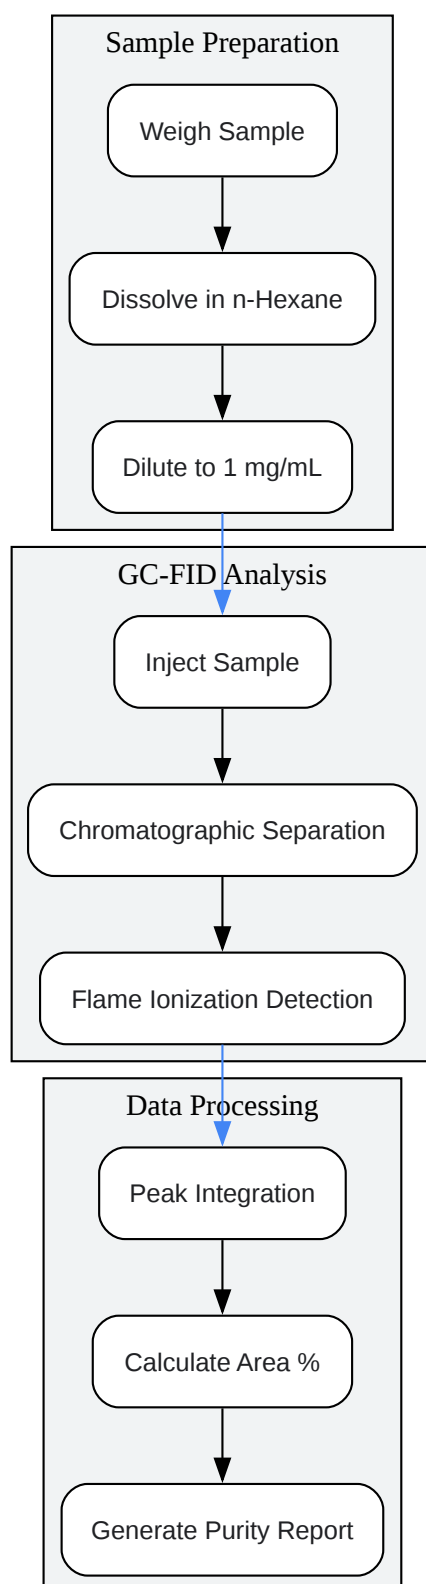 Sample Preparation
Weigh Sample
Dissolve in n-Hexane
Dilute to 1 mg/mL
GC-FID Analysis
Inject Sample
Chromatographic Separation
Flame Ionization Detection
Data Processing
Peak Integration
Calculate Area %
Generate Purity Report